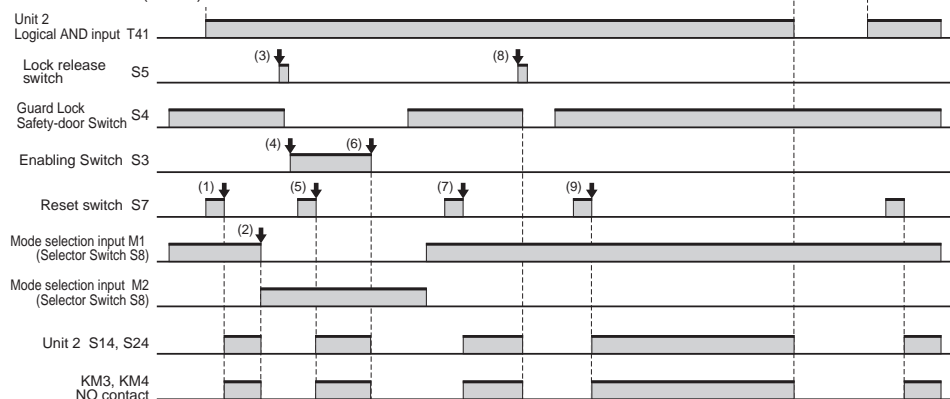 Unit 2
Logical AND input T41
Lock release
switch S5
(3)
(8)
Guard Lock
Safety-door Switch S4
Enabling Switch S3
(4)
(6)
Reset switch S7
(1)
(5)
(7)
(9)
Mode selection input M1
(Selector Switch S8)
(2)
Mode selection input M2
(Selector Switch S8)
Unit 2 S14, S24
KM3, KM4
NO contact